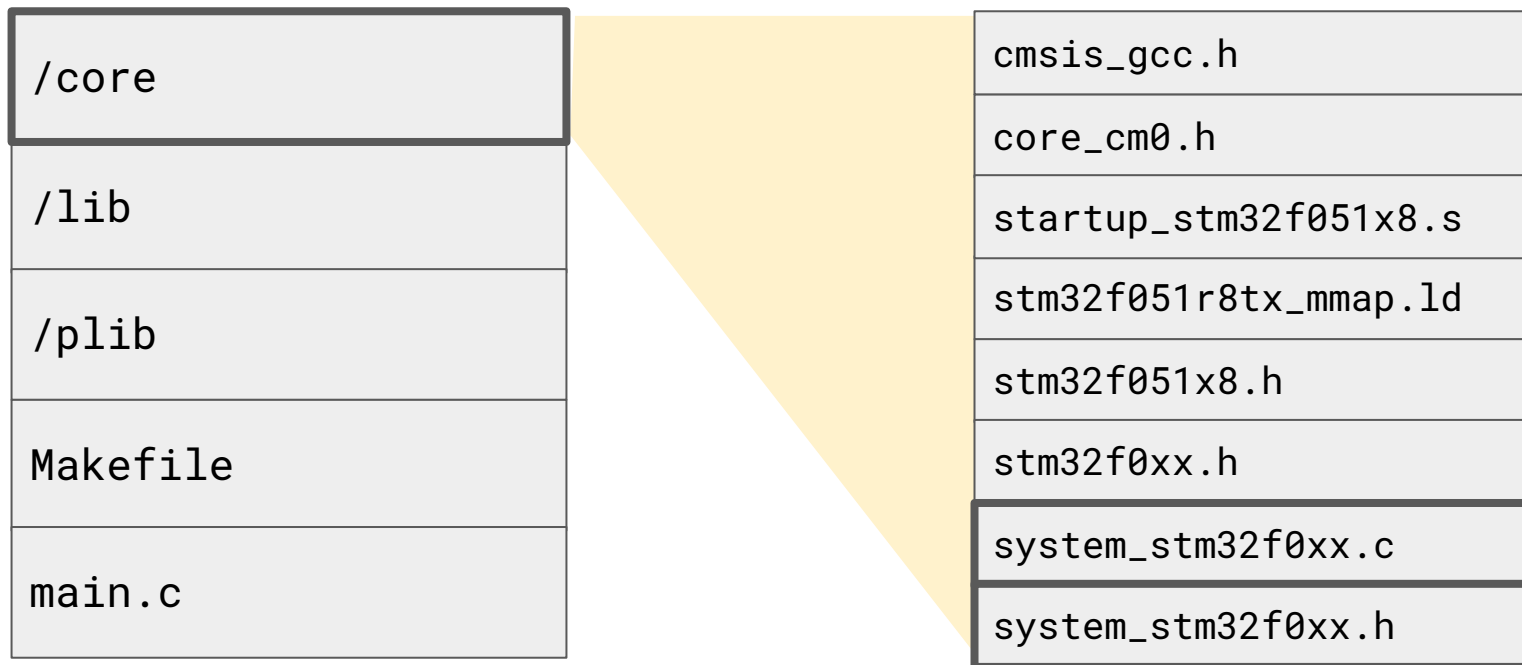 /core
/lib
/plib
Makefile
main.c
cmsis_gcc.h
core_cm0.h
startup_stm32f051x8.s
stm32f051r8tx_mmap.ld
stm32f051x8.h
stm32f0xx.h
system_stm32f0xx.c
system_stm32f0xx.h